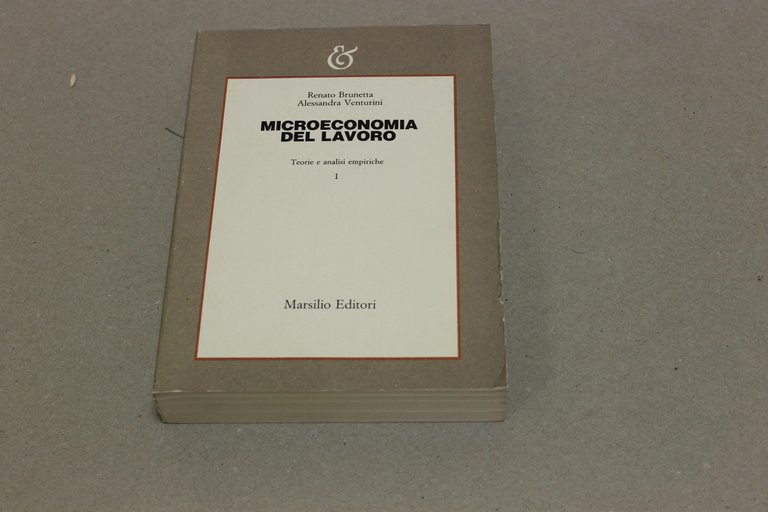 &
Renato Brunetta
Alessandra Venturini
MICROECONOMIA
DEL LAVORO
Teorie e analisi empiriche
1
Marsilio Editori